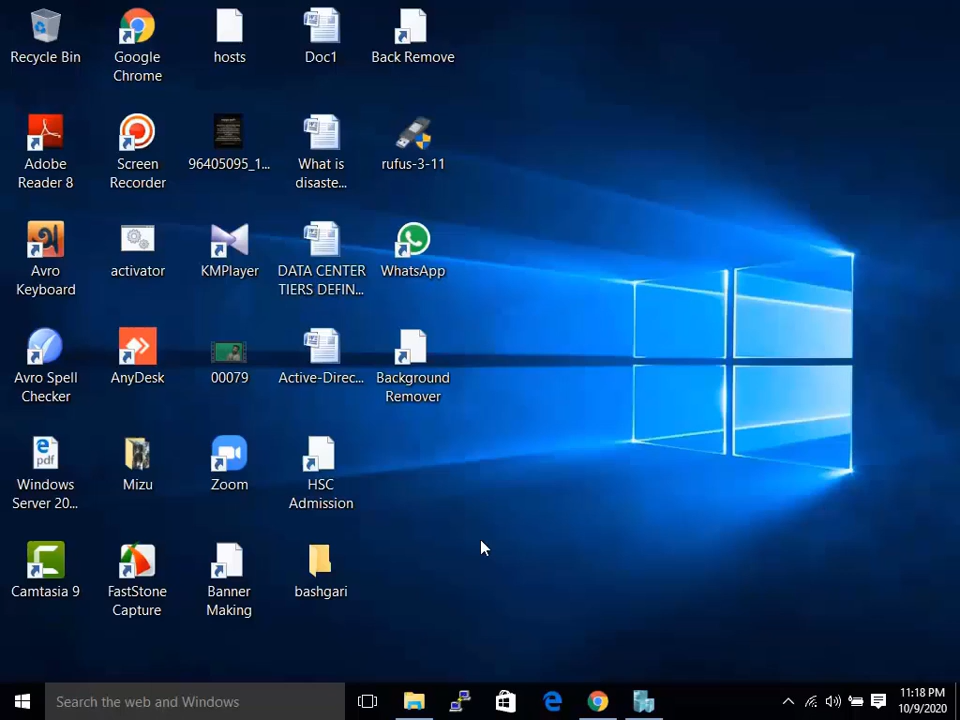 Recycle Bin
Google
Chrome
hosts
Doc1
Back Remove
Adobe
Reader 8
Screen
Recorder
96405095_1...
What is
disaste...
rufus-3-11
Avro
Keyboard
activator
KMPlayer
DATA CENTER
TIERS DEFIN...
WhatsApp
Avro Spell
Checker
AnyDesk
00079
Active-Direc...
Background
Remover
pdf
Windows
Server 20...
Mizu
Zoom
HSC
Admission
Camtasia 9
FastStone
Capture
Banner
Making
bashgari
Search the web and Windows
11:18 PM
10/9/2020